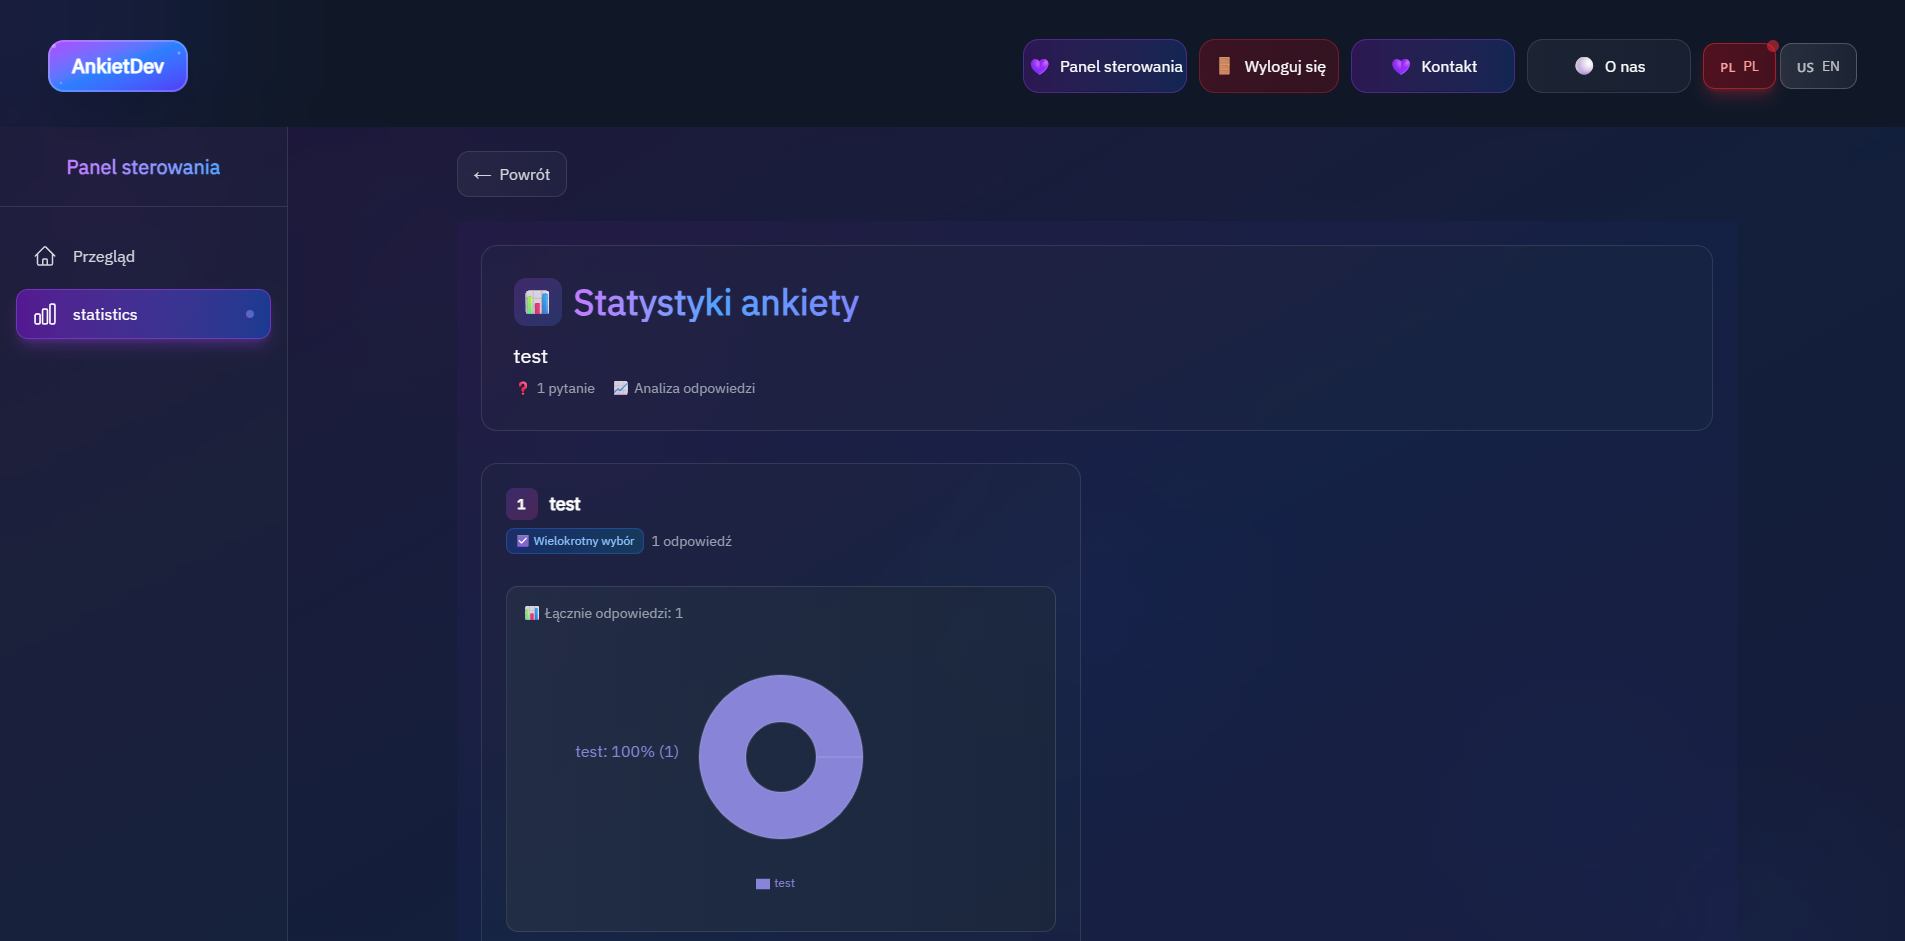 AnkietDev
Panel sterowania
Wyloguj się
Kontakt
O nas
PL PL
US EN
Panel sterowania
Przegląd
statistics
← Powrót
Statystyki ankiety
test
❓ 1 pytanie
Analiza odpowiedzi
1 test
Wielokrotny wybór
1 odpowiedź
Łącznie odpowiedzi: 1
test: 100% (1)
test